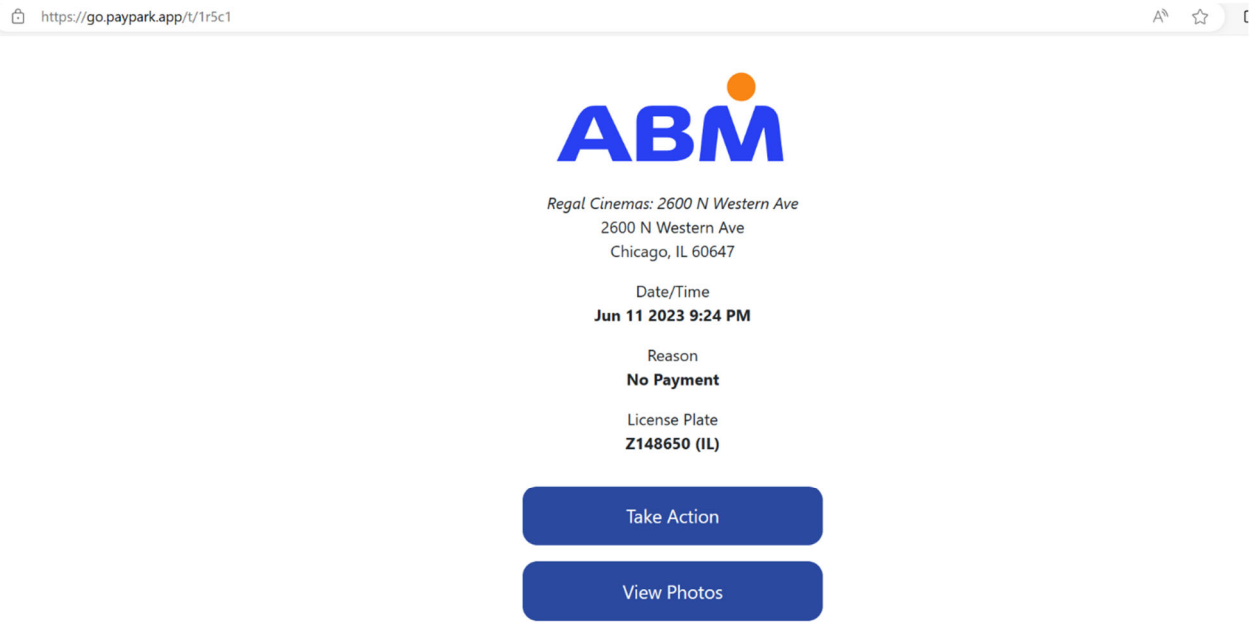 https://go.paypark.app/t/1r5c1
ABM
Regal Cinemas: 2600 N Western Ave
2600 N Western Ave
Chicago, IL 60647
Date/Time
Jun 11 2023 9:24 PM
Reason
No Payment
License Plate
Z148650 (IL)
Take Action
View Photos